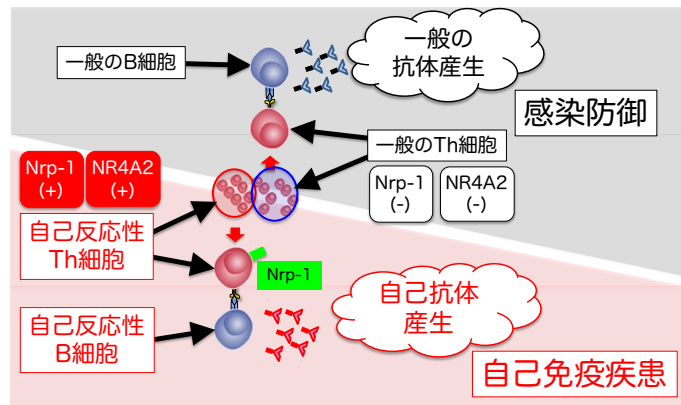 一般のB細胞
一般の
抗体産生
感染防御
一般のTh細胞
Nrp-1
(+)
NR4A2
(+)
Nrp-1
(-)
NR4A2
(-)
自己反応性
Th細胞
Nrp-1
自己抗体
産生
自己反応性
B細胞
自己免疫疾患